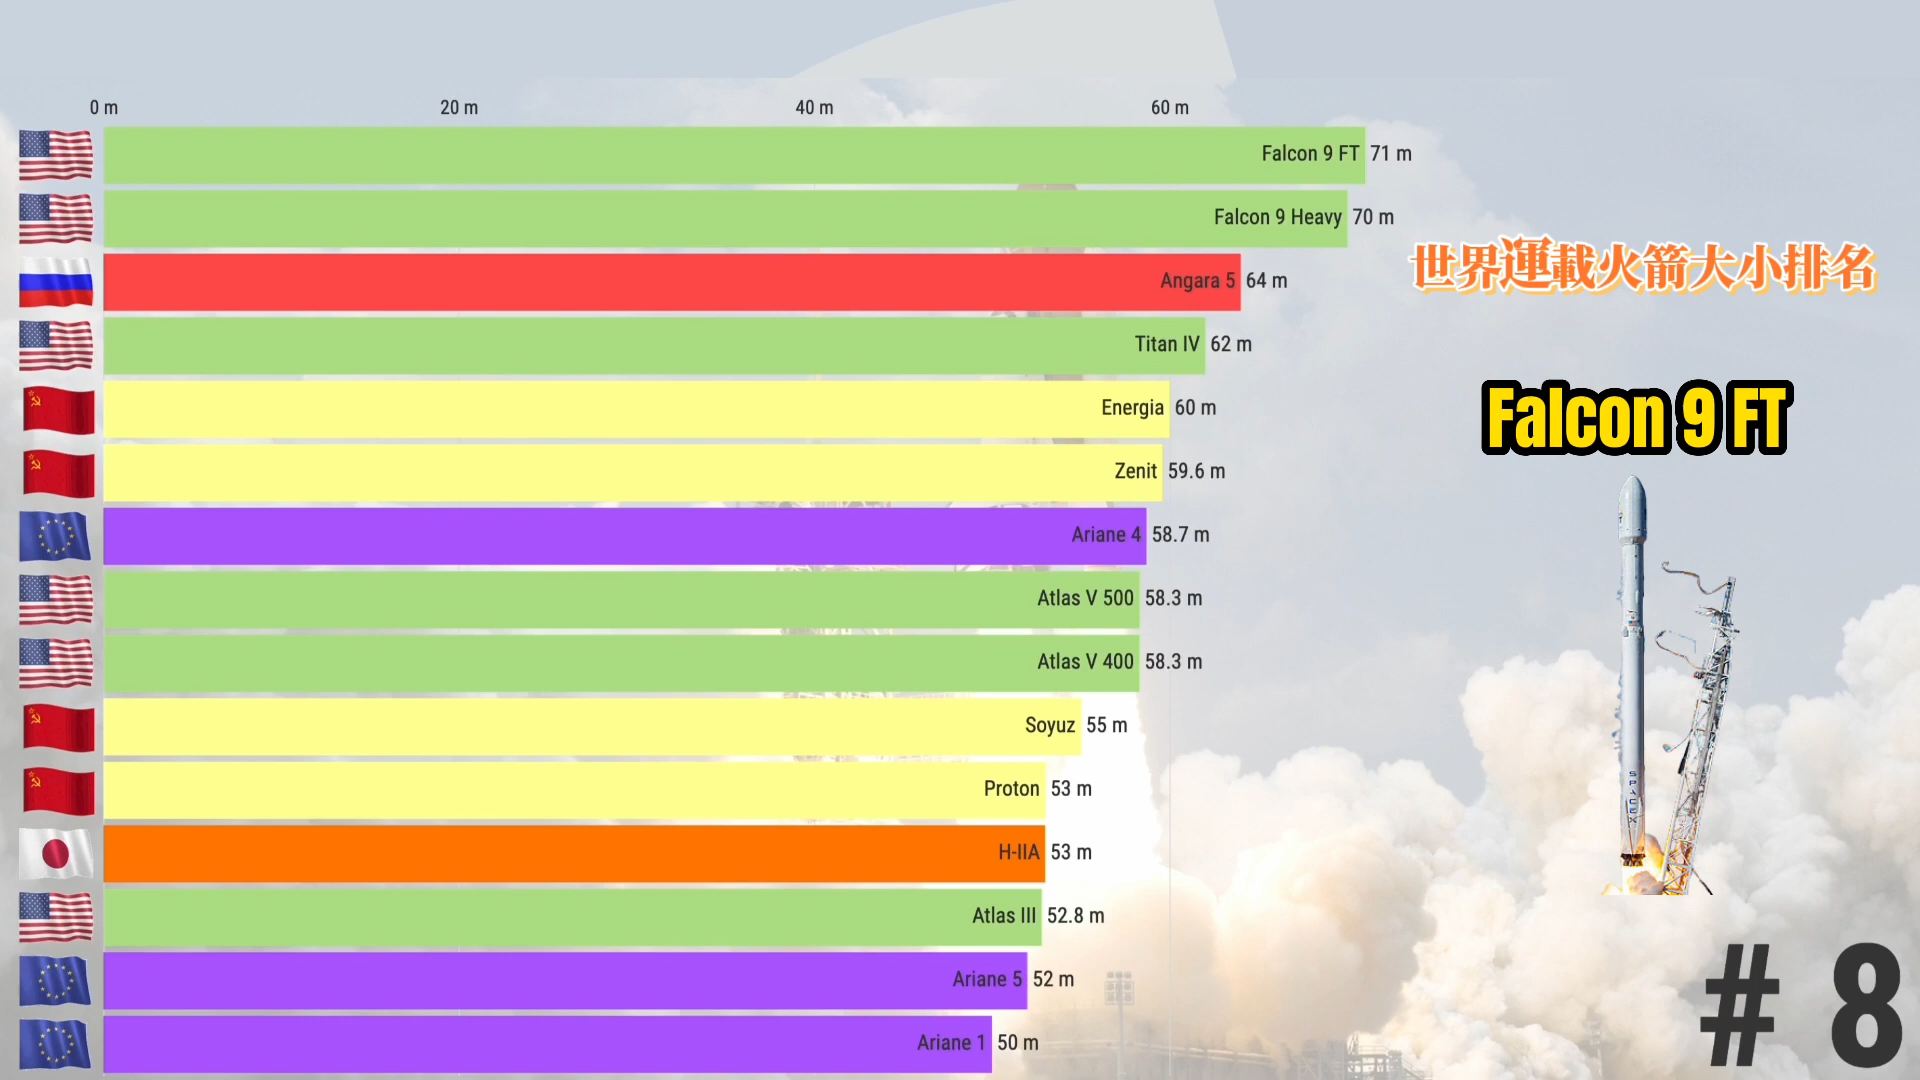 0 m 20 m 40 m 60 m
Falcon 9 FT 71 m
Falcon 9 Heavy 70 m
Angara 5 64 m
Titan IV 62 m
Energia 60 m
Zenit 59.6 m
Ariane 4 58.7 m
Atlas V 500 58.3 m
Atlas V 400 58.3 m
Soyuz 55 m
Proton 53 m
H-IIA 53 m
Atlas III 52.8 m
Ariane 5 52 m
Ariane 1 50 m
世界運載火箭大小排名
Falcon 9 FT
SPACEX
# 8